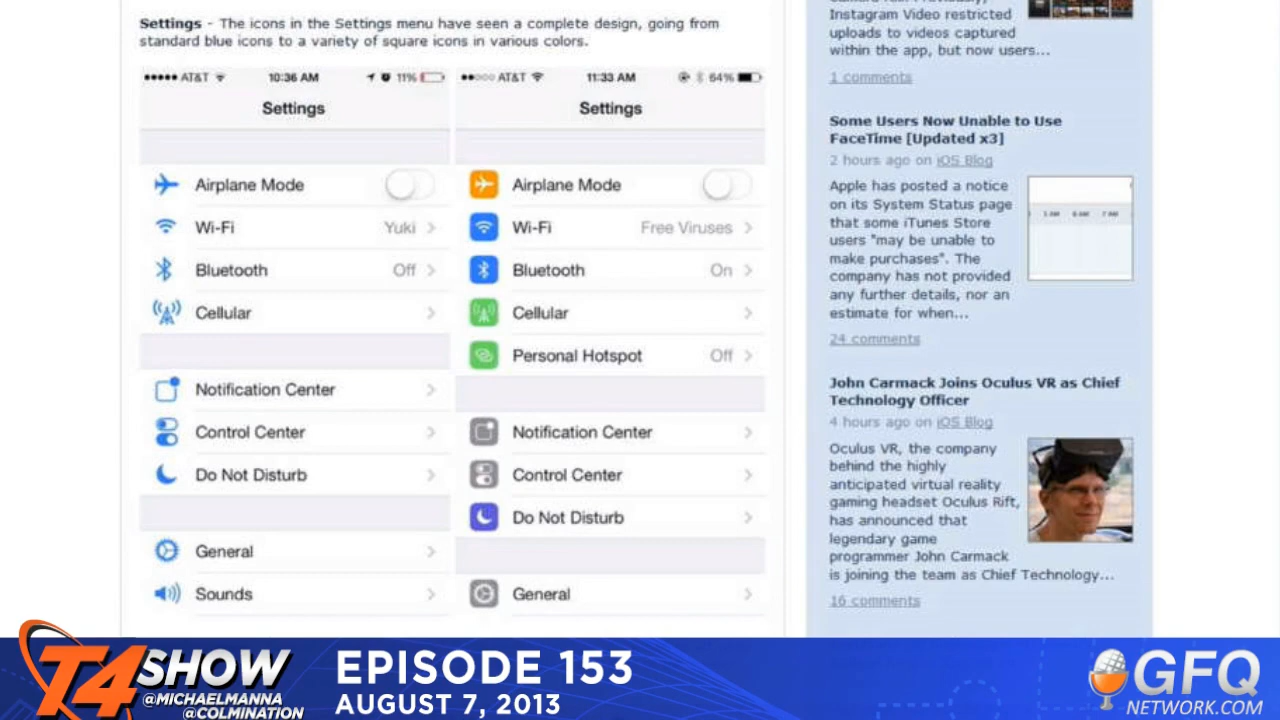 Settings - The icons in the Settings menu have seen a complete design, going from
standard blue icons to a variety of square icons in various colors.
AT&T 10:36 AM 11%
Settings
Airplane Mode
Wi-Fi Yuki
Bluetooth Off
Cellular
Notification Center
Control Center
Do Not Disturb
General
Sounds
AT&T 11:33 AM 64%
Settings
Airplane Mode
Wi-Fi Free Viruses
Bluetooth On
Cellular
Personal Hotspot Off
Notification Center
Control Center
Do Not Disturb
General
Instagram Video restricted
uploads to videos captured
within the app, but now users...
1 comments
Some Users Now Unable to Use
FaceTime [Updated x3]
2 hours ago on iOS Blog
Apple has posted a notice
on its System Status page
that some iTunes Store
users "may be unable to
make purchases". The
company has not provided
any further details, nor an
estimate for when...
24 comments
John Carmack Joins Oculus VR as Chief
Technology Officer
4 hours ago on iOS Blog
Oculus VR, the company
behind the highly
anticipated virtual reality
gaming headset Oculus Rift,
has announced that
legendary game
programmer John Carmack
is joining the team as Chief Technology...
16 comments
T4 SHOW
@MICHAELMANNA
@COLMINATION
EPISODE 153
AUGUST 7, 2013
GFQ
NETWORK.COM